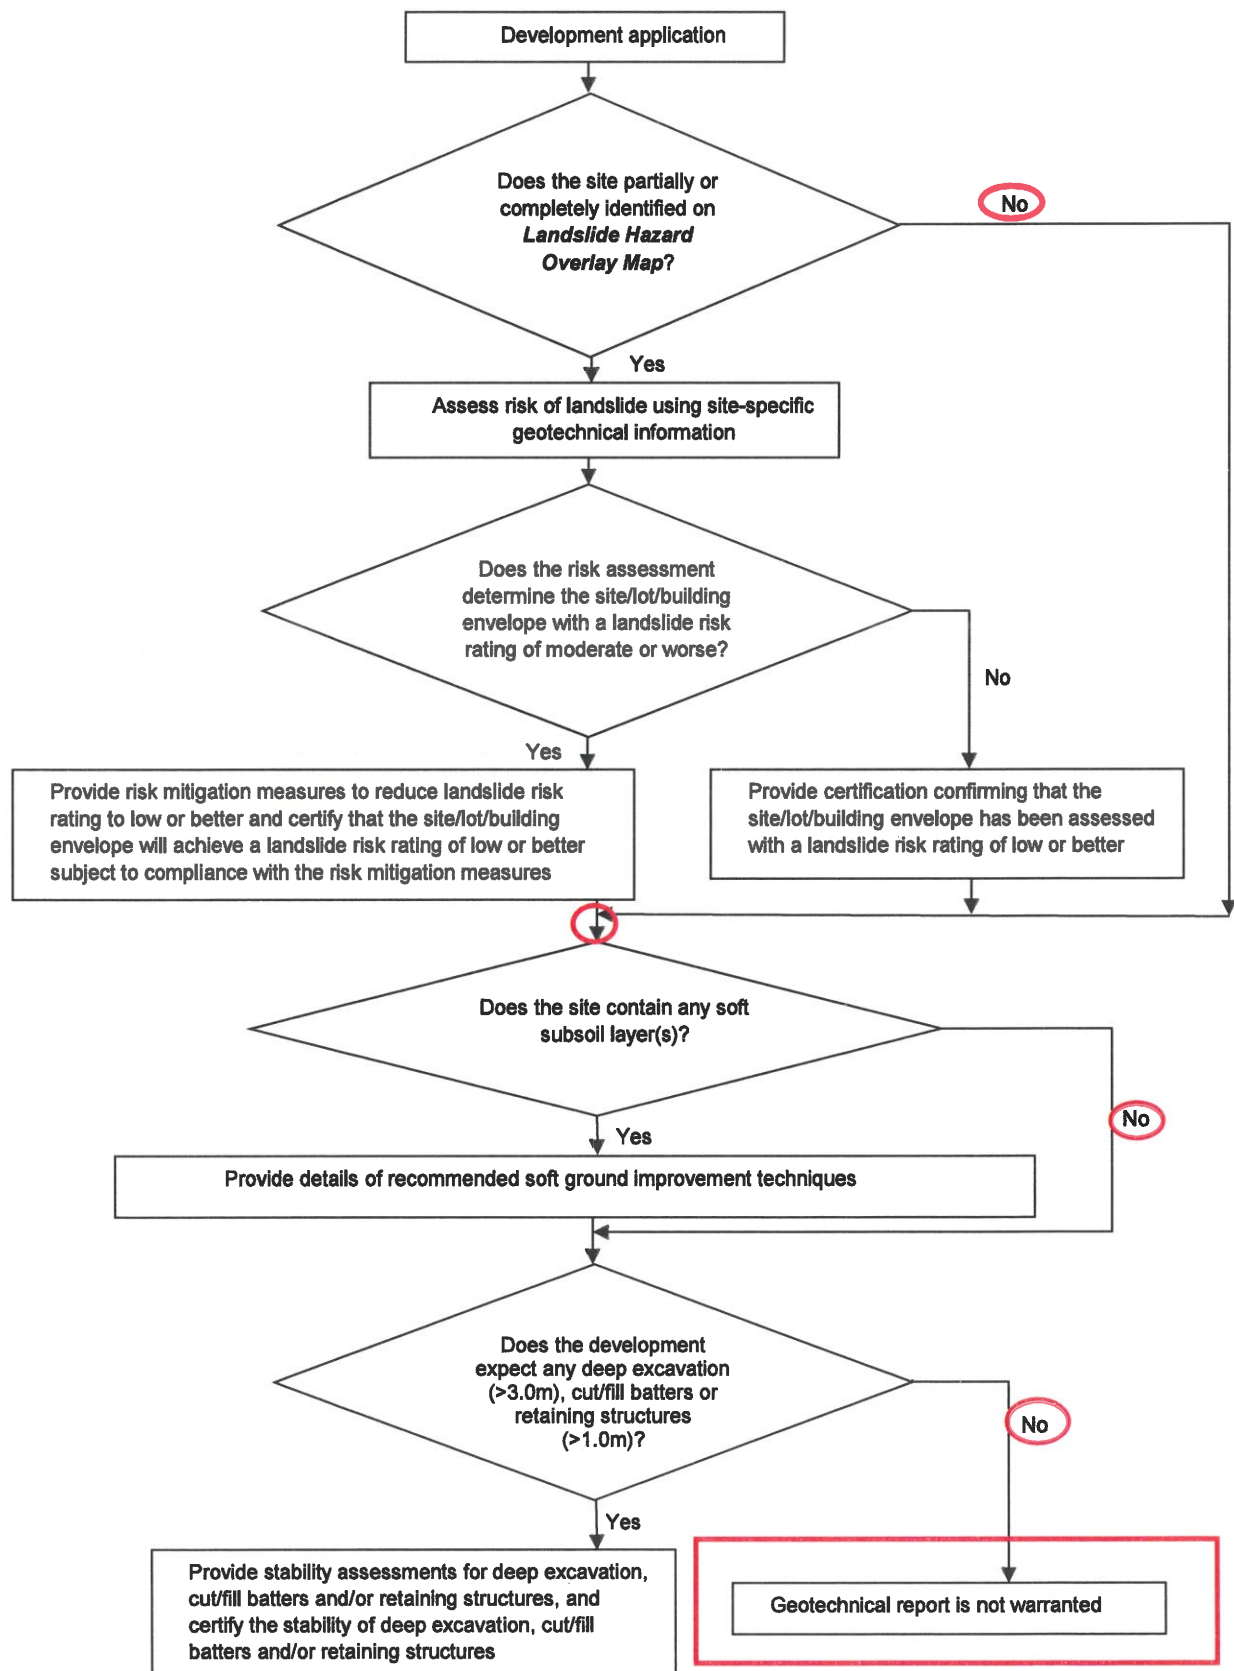 Development application
Does the site partially or
completely identified on
Landslide Hazard
Overlay Map?
No
Yes
Assess risk of landslide using site-specific
geotechnical information
Does the risk assessment
determine the site/lot/building
envelope with a landslide risk
rating of moderate or worse?
No
Yes
Provide risk mitigation measures to reduce landslide risk
rating to low or better and certify that the site/lot/building
envelope will achieve a landslide risk rating of low or better
subject to compliance with the risk mitigation measures
Provide certification confirming that the
site/lot/building envelope has been assessed
with a landslide risk rating of low or better
Does the site contain any soft
subsoil layer(s)?
No
Yes
Provide details of recommended soft ground improvement techniques
Does the development
expect any deep excavation
(>3.0m), cut/fill batters or
retaining structures
(>1.0m)?
No
Yes
Provide stability assessments for deep excavation,
cut/fill batters and/or retaining structures, and
certify the stability of deep excavation, cut/fill
batters and/or retaining structures
Geotechnical report is not warranted